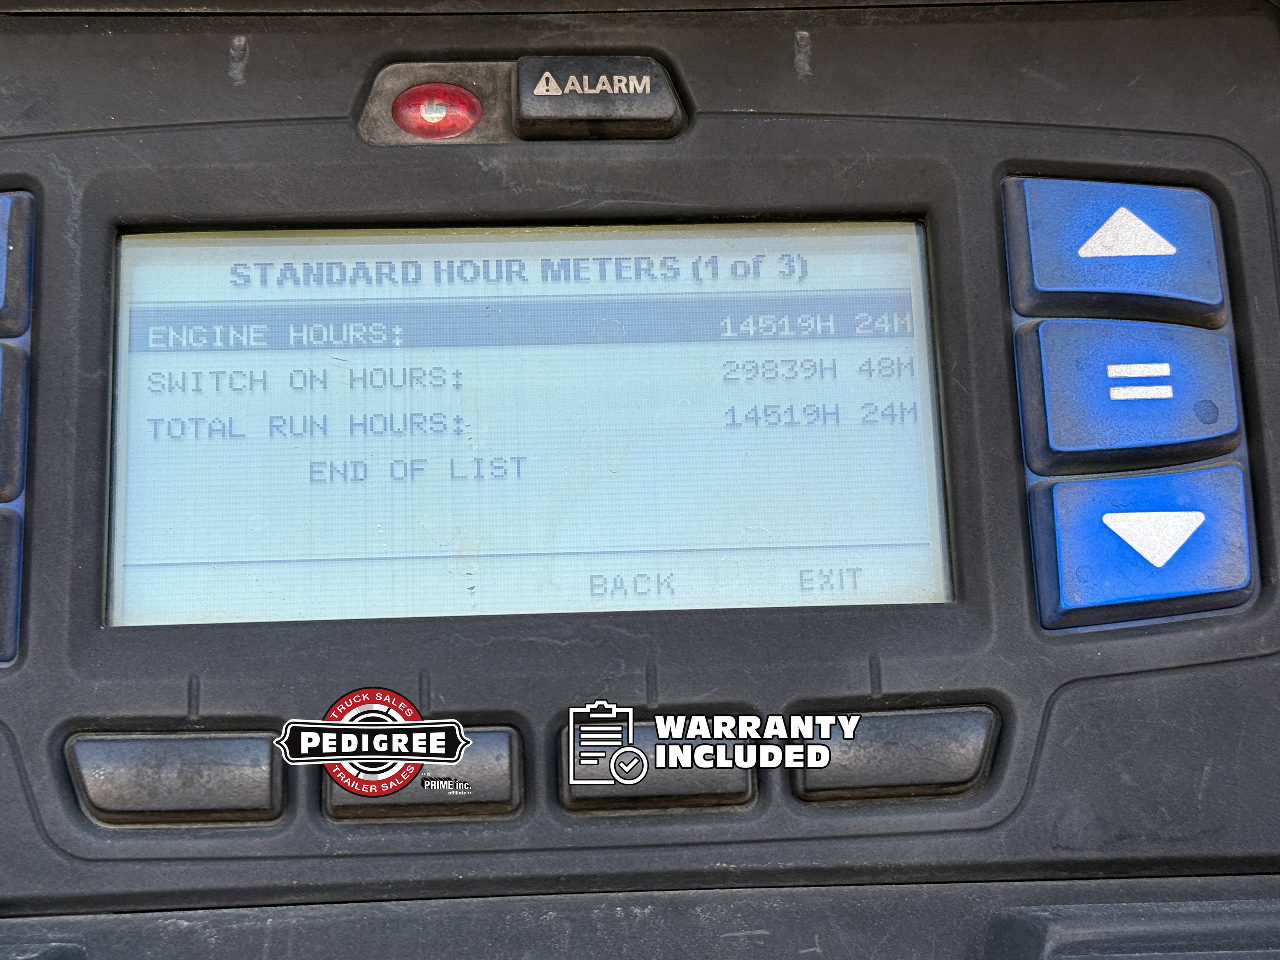 ALARM
STANDARD HOUR METERS (1 of 3)
ENGINE HOURS: 14519H 24M
SWITCH ON HOURS: 29839H 48M
TOTAL RUN HOURS: 14519H 24M
END OF LIST
BACK EXIT
TRUCK SALES
PEDIGREE
TRAILER SALES
PRIME inc.
WARRANTY
INCLUDED